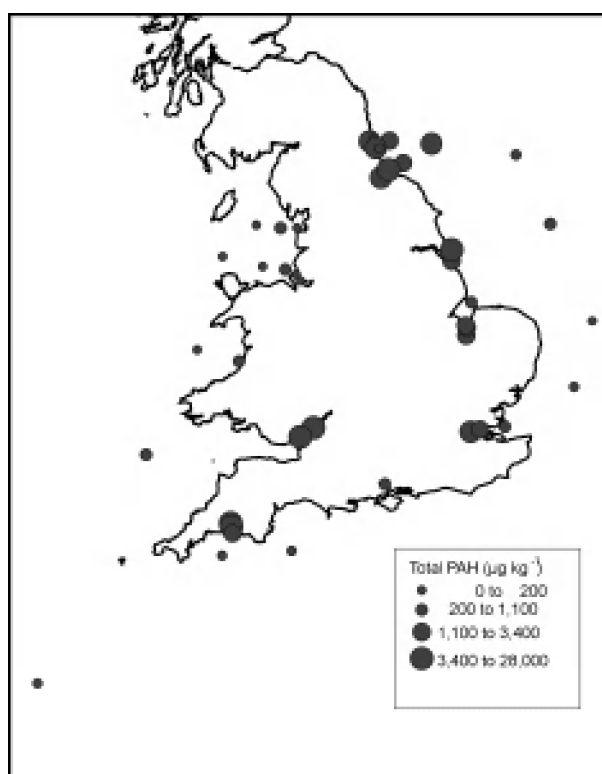 Total PAH (µg kg⁻¹)
0 to 200
200 to 1,100
1,100 to 3,400
3,400 to 28,000